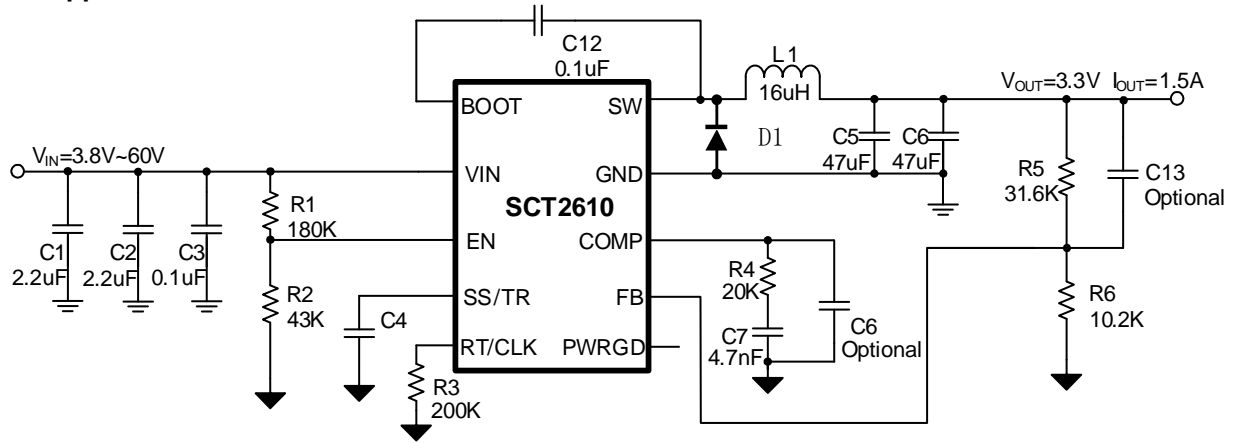 C12
0.1uF
L1
16uH
VOUT=3.3V IOUT=1.5A
BOOT
SW
D1
C5
47uF
C6
47uF
R5
31.6K
C13
Optional
VIN=3.8V~60V
VIN
GND
SCT2610
R1
180K
EN
COMP
C1
2.2uF
C2
2.2uF
C3
0.1uF
R4
20K
R2
43K
SS/TR
FB
C4
C7
4.7nF
C6
Optional
R6
10.2K
RT/CLK
PWRGD
R3
200K